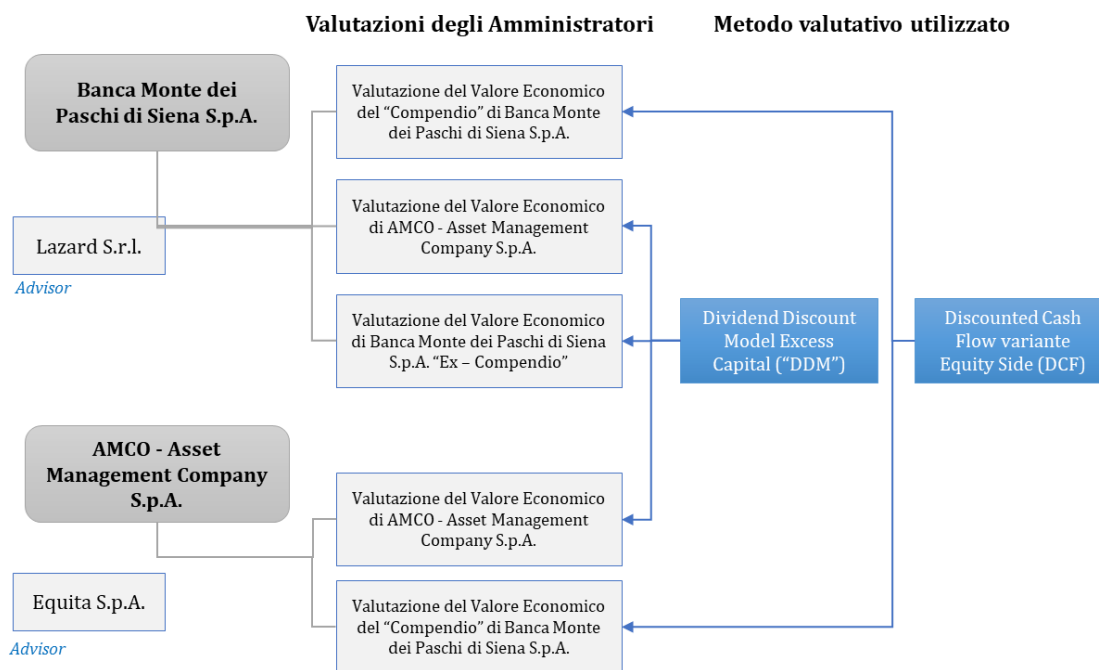 Valutazioni degli Amministratori
Metodo valutativo utilizzato
Banca Monte dei
Paschi di Siena S.p.A.
Lazard S.r.l.
Advisor
Valutazione del Valore Economico
del “Compendio” di Banca Monte
dei Paschi di Siena S.p.A.
Valutazione del Valore Economico
di AMCO - Asset Management
Company S.p.A.
Valutazione del Valore Economico
di Banca Monte dei Paschi di Siena
S.p.A. “Ex – Compendio”
Dividend Discount
Model Excess
Capital (“DDM”)
Discounted Cash
Flow variante
Equity Side (DCF)
AMCO - Asset
Management Company
S.p.A.
Equita S.p.A.
Advisor
Valutazione del Valore Economico
di AMCO - Asset Management
Company S.p.A.
Valutazione del Valore Economico
del “Compendio” di Banca Monte
dei Paschi di Siena S.p.A.